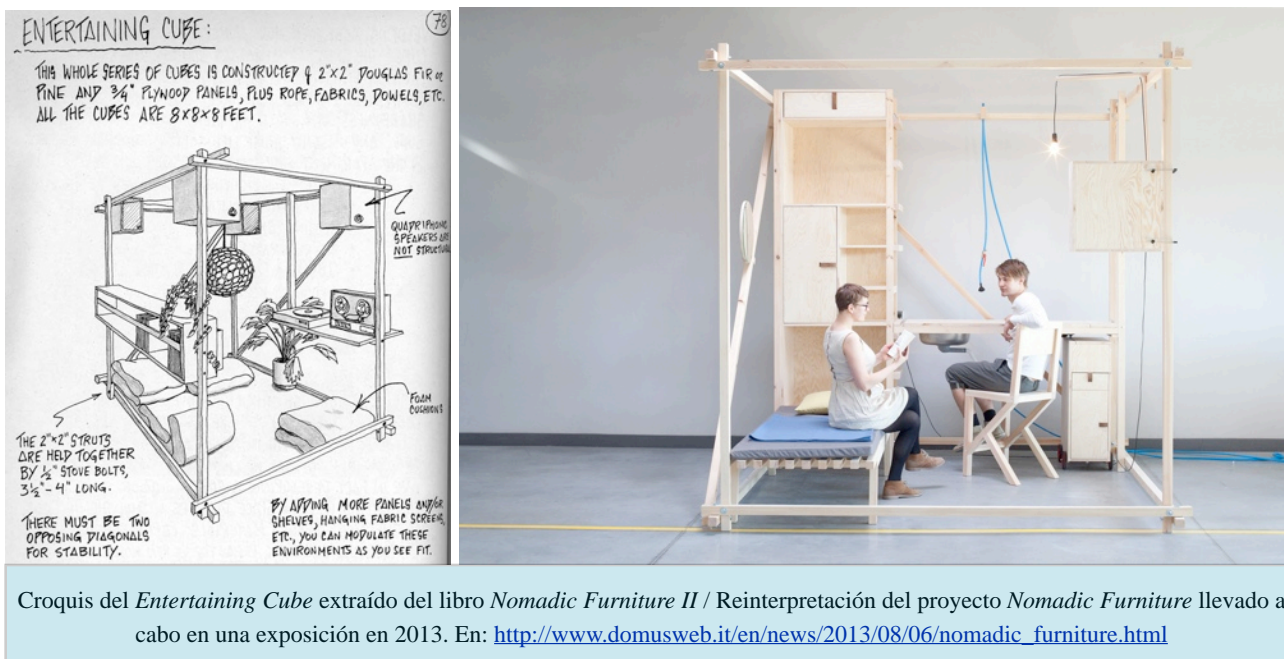 ENTERTAINING CUBE:
78
THIS WHOLE SERIES OF CUBES IS CONSTRUCTED of 2"x2" DOUGLAS FIR or
PINE AND ¾" PLYWOOD PANELS, PLUS ROPE, FABRICS, DOWELS, ETC.
ALL THE CUBES ARE 8x8x8 FEET.
QUADRIPHONIC
SPEAKERS ARE
NOT
FOAM
CUSHIONS
THE 2"x2" STRUTS
ARE HELD TOGETHER
BY ½" STOVE BOLTS,
3½"-4" LONG.
THERE MUST BE TWO
OPPOSING DIAGONALS
FOR STABILITY.
BY ADDING MORE PANELS AND/OR
SHELVES, HANGING FABRIC SCREENS,
ETC., YOU CAN MODULATE THESE
ENVIRONMENTS AS YOU SEE FIT.
Croquis del Entertaining Cube extraído del libro Nomadic Furniture II / Reinterpretación del proyecto Nomadic Furniture llevado a
cabo en una exposición en 2013. En: http://www.domusweb.it/en/news/2013/08/06/nomadic_furniture.html